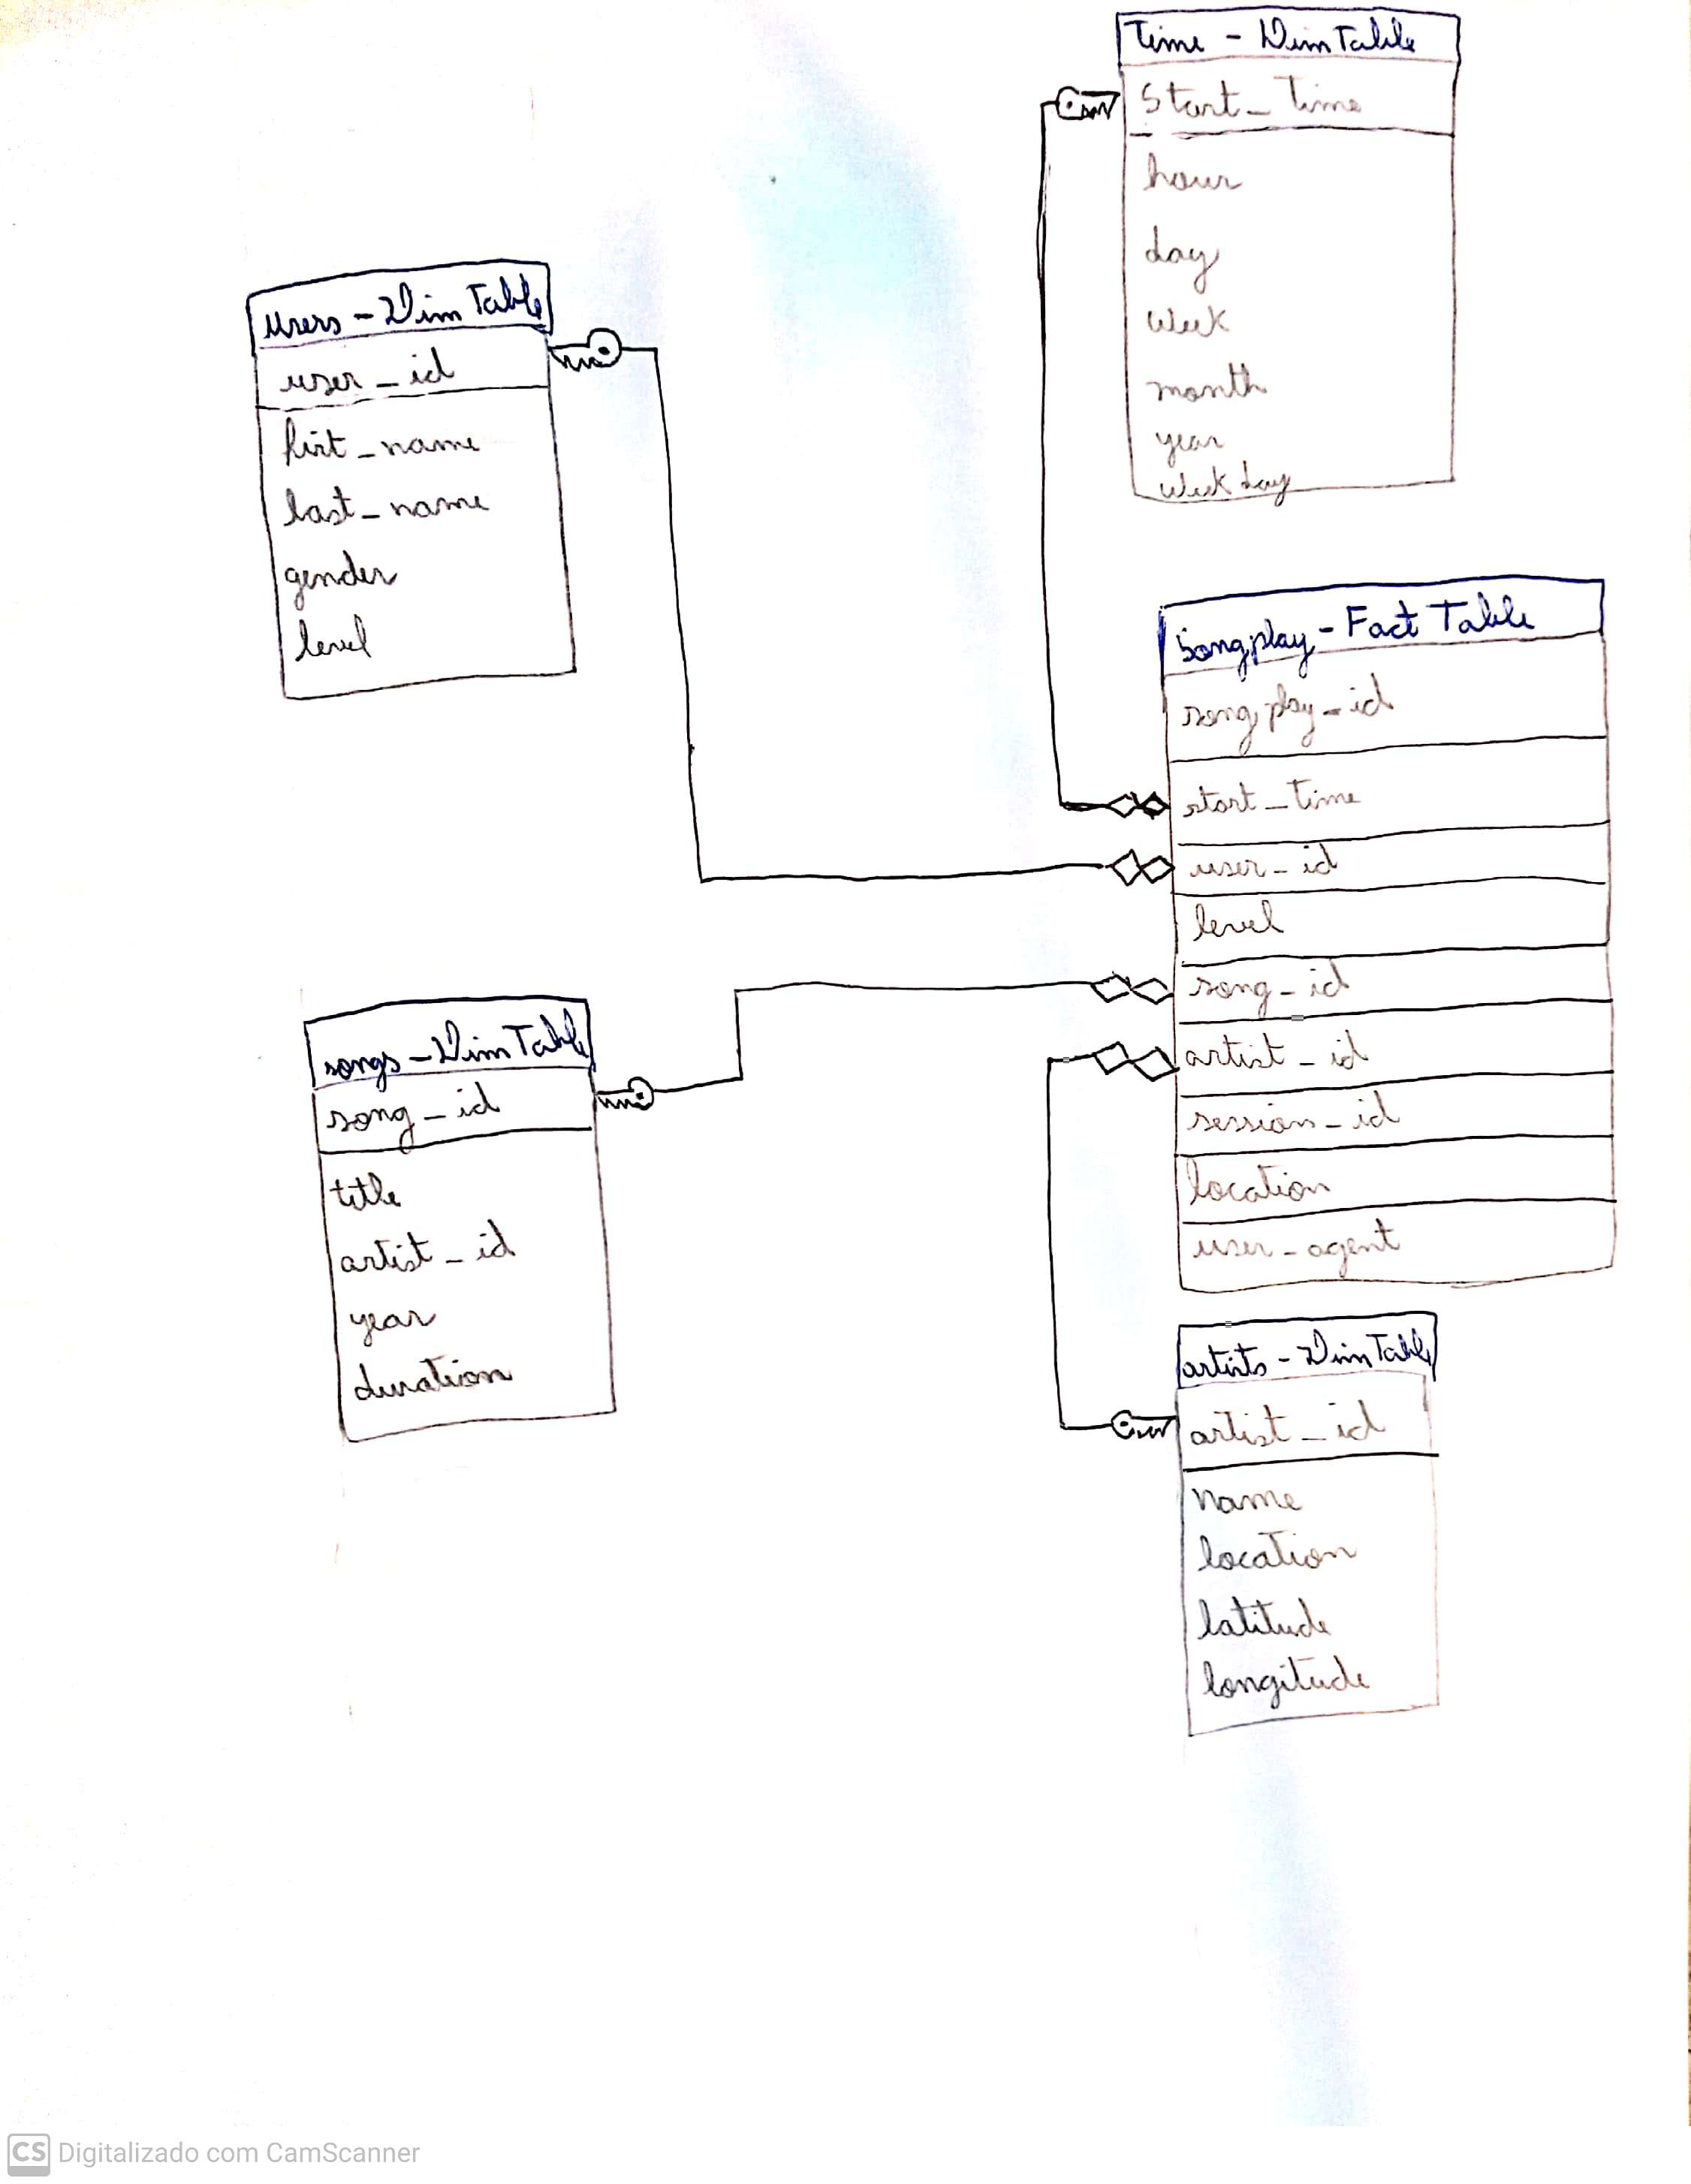 Time - Dim Table
Start_Time
hour
day
week
month
year
week day
users - Dim Table
user_id
firt_name
last_name
gender
level
Songplay - Fact Table
songplay_id
start_time
user_id
level
song_id
artist_id
session_id
location
user_agent
songs - Dim Table
song_id
title
artist_id
year
duration
artists - Dim Table
artist_id
name
location
latitude
longitude
CS Digitalizado com CamScanner